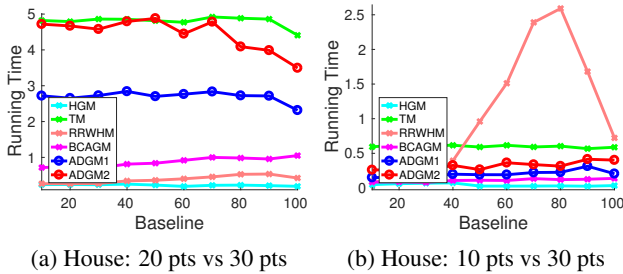 5
4
3
2
1
Running Time
HGM
TM
RRWHM
BCAGM
ADGM1
ADGM2
20 40 60 80 100
Baseline
(a) House: 20 pts vs 30 pts
2.5
2
1.5
1
0.5
0
Running Time
HGM
TM
RRWHM
BCAGM
ADGM1
ADGM2
20 40 60 80 100
Baseline
(b) House: 10 pts vs 30 pts